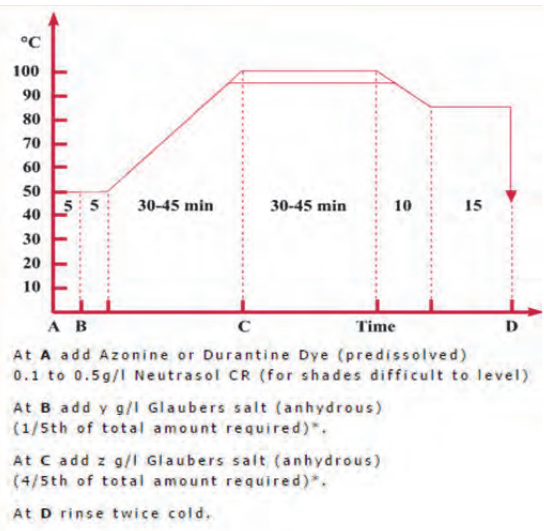 °C
100
90
80
70
60
50
40
30
20
10
5 5 30-45 min 30-45 min 10 15
A B C Time D
At A add Azonine or Durantine Dye (predissolved)
0.1 to 0.5g/l Neutrasol CR (for shades difficult to level)
At B add y g/l Glaubers salt (anhydrous)
(1/5th of total amount required)*.
At C add z g/l Glaubers salt (anhydrous)
(4/5th of total amount required)*.
At D rinse twice cold.